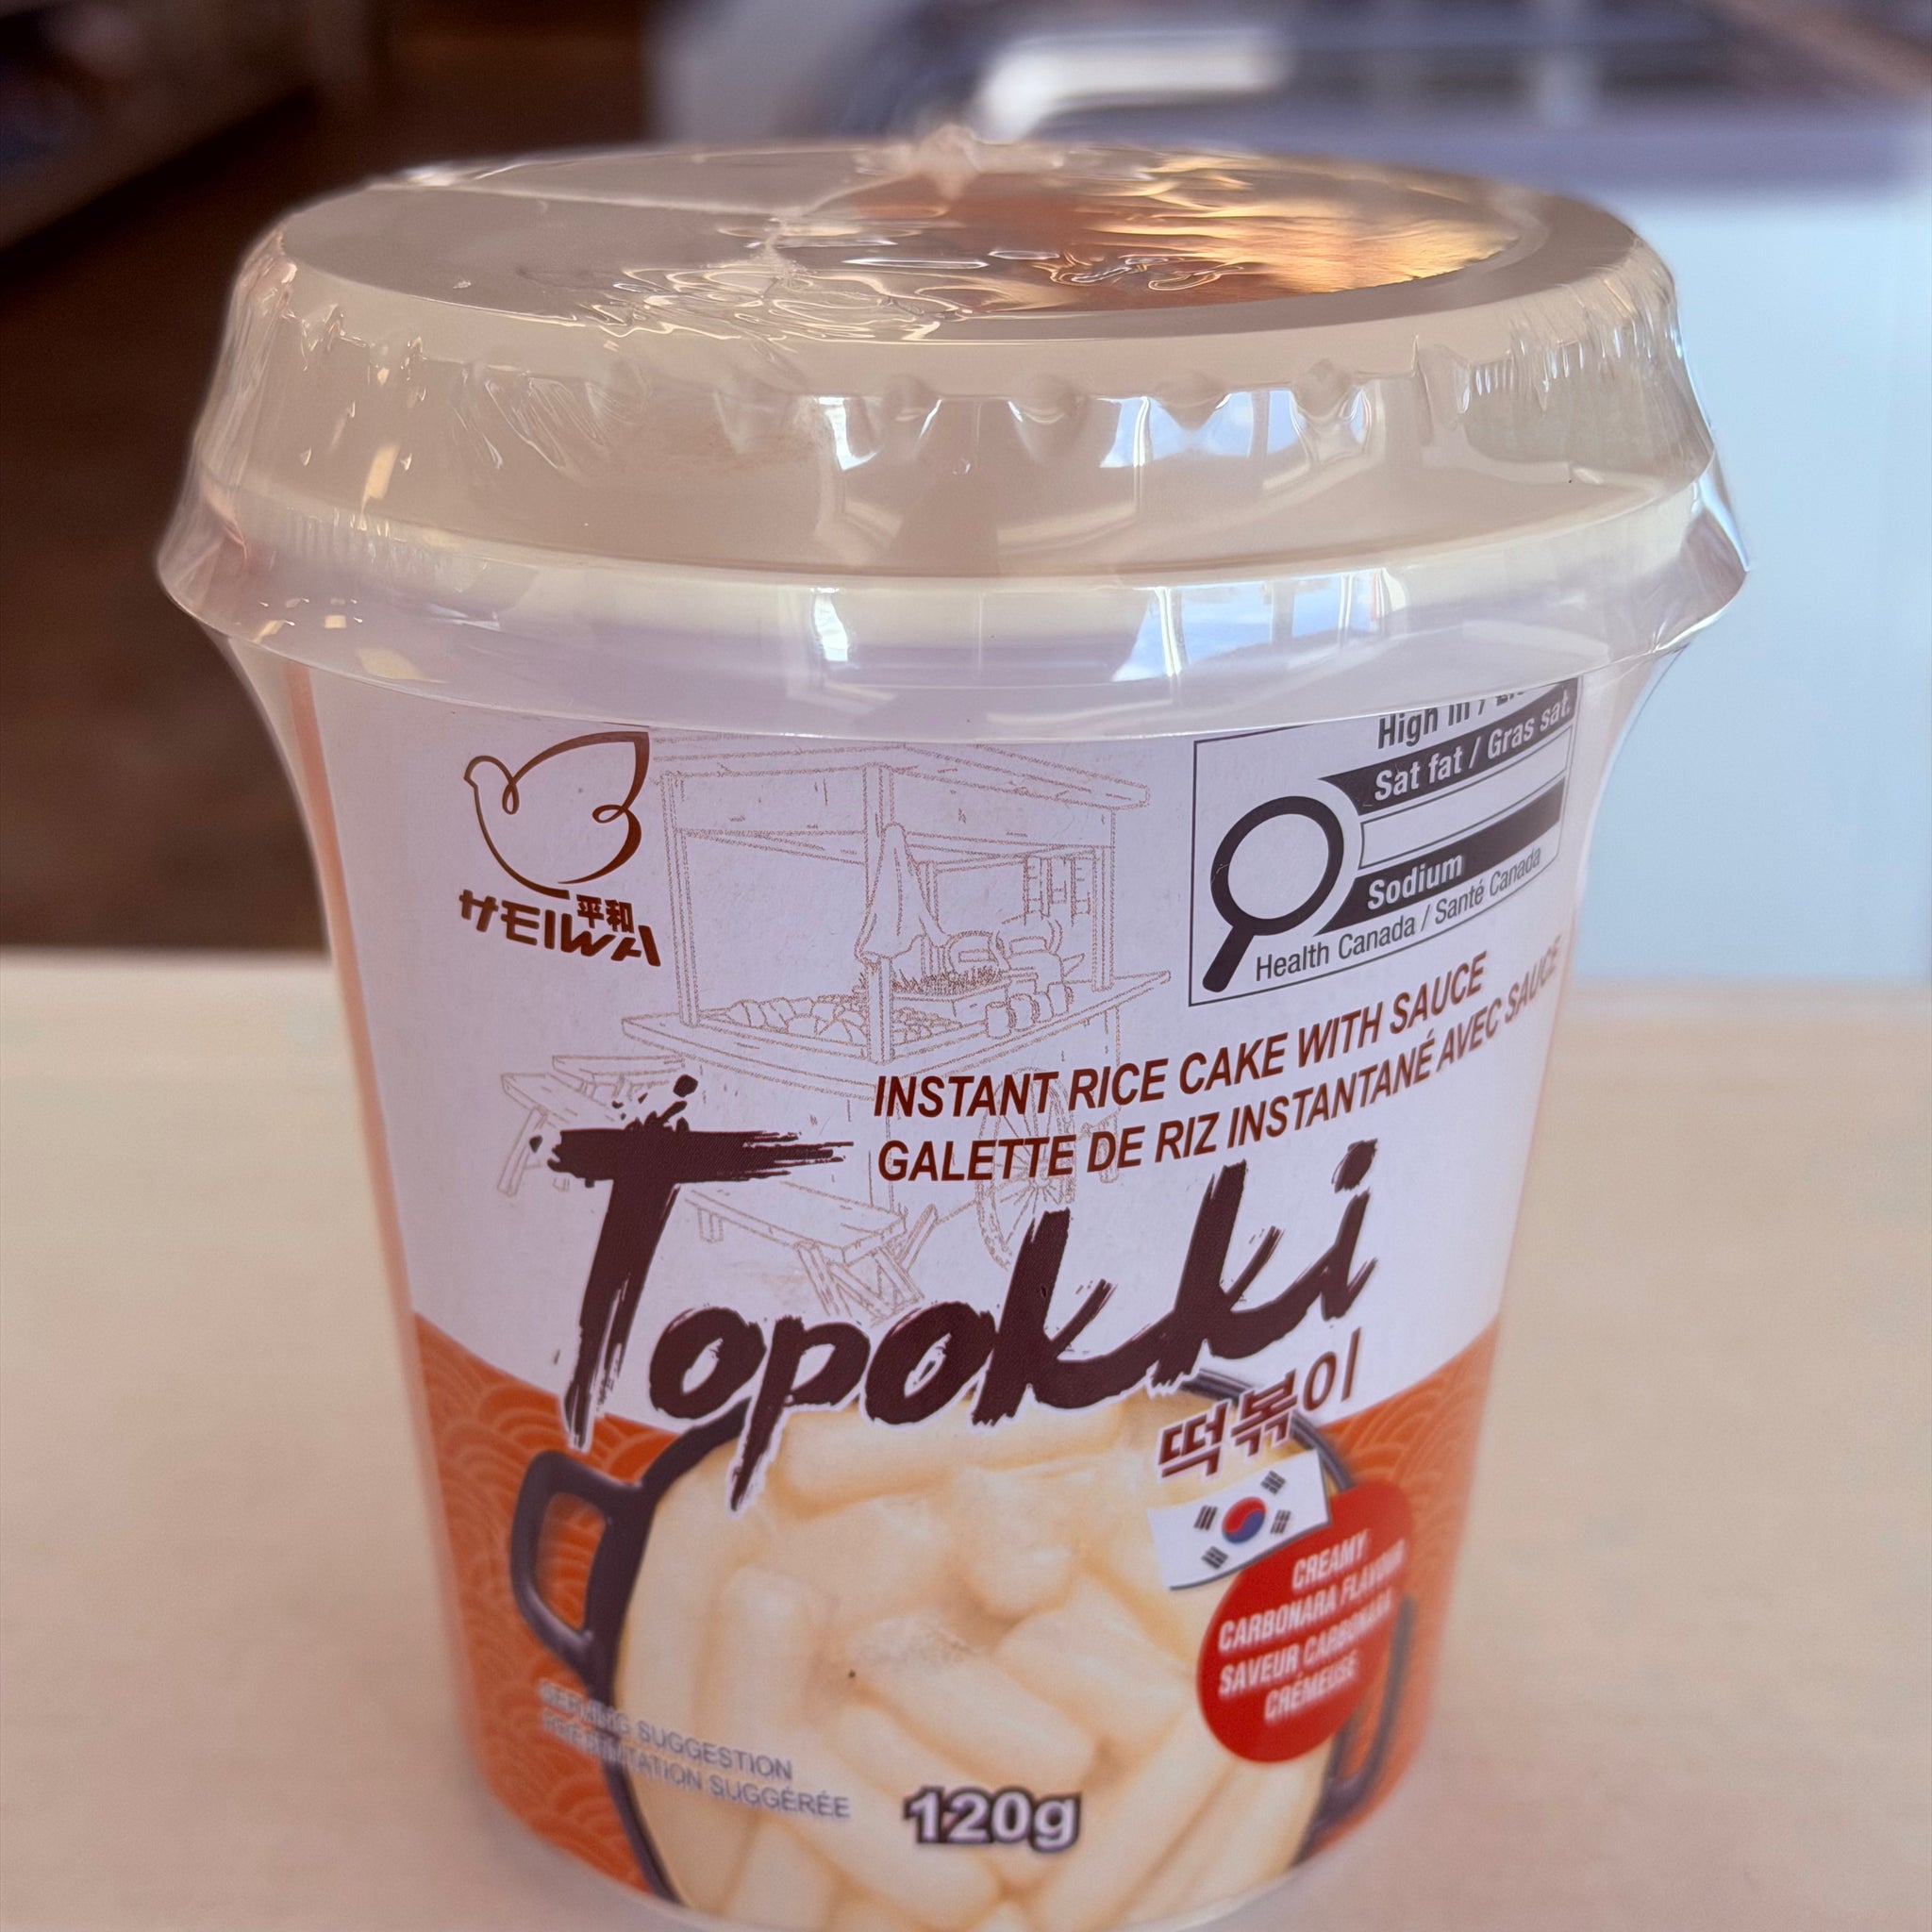 平和
HEIWA
High in /
Sat fat / Gras sat.
Sodium
Health Canada / Santé Canada
INSTANT RICE CAKE WITH SAUCE
GALETTE DE RIZ INSTANTANÉ AVEC SAUCE
Topokki
떡볶이
CREAMY
CARBONARA FLAVOUR
SAVEUR CARBONARA
CRÉMEUSE
SERVING SUGGESTION
PRÉSENTATION SUGGÉRÉE
120g